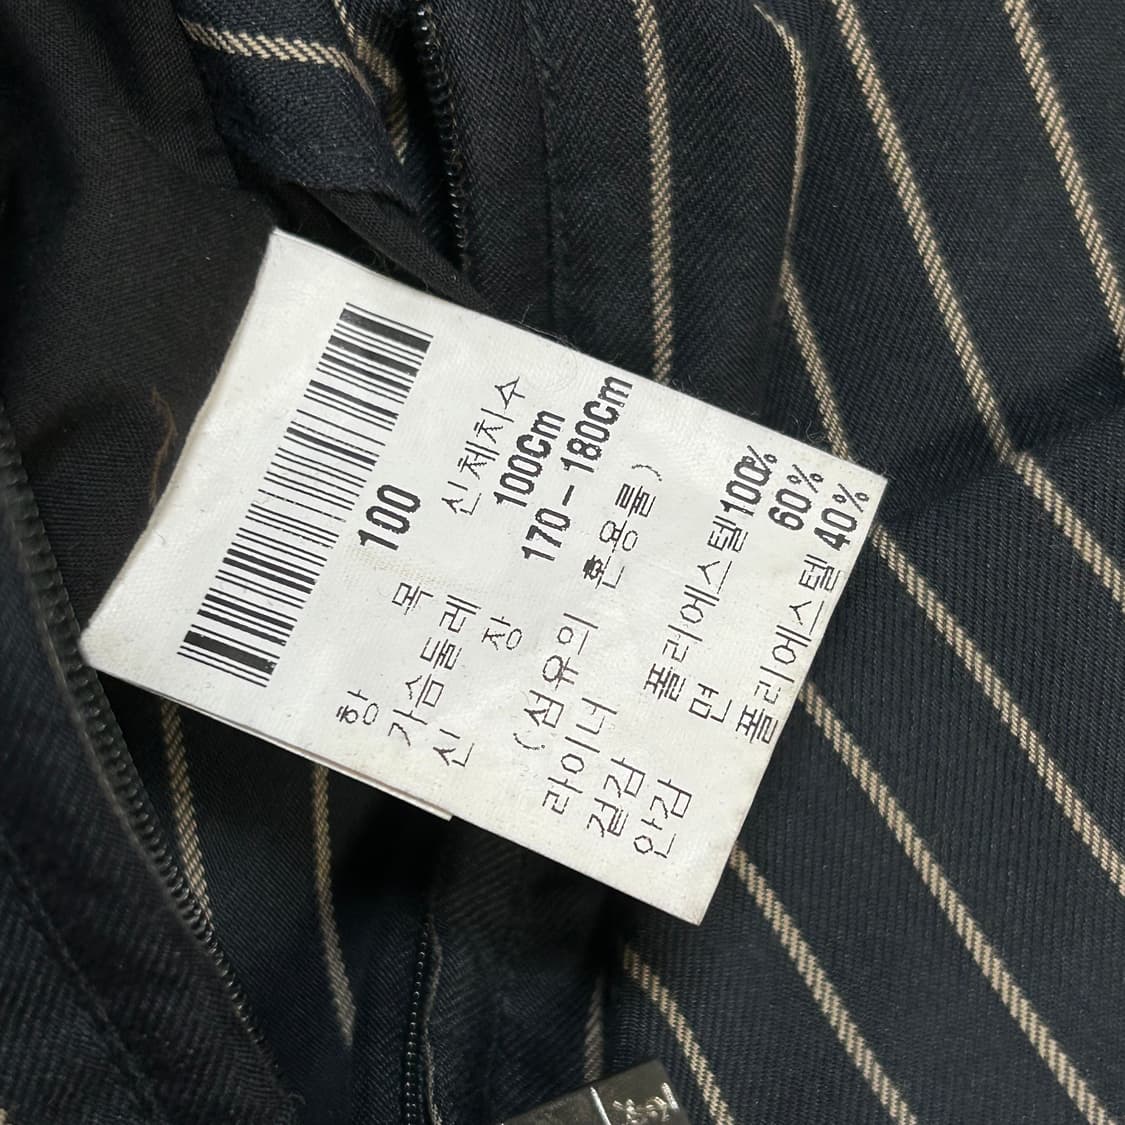 100
항 목 신체치수
가슴둘레 100Cm
신 장 170-180Cm
(섬유의 혼용률)
라이너
겉감 폴리에스텔100%
안감 면 60%
폴리에스텔 40%